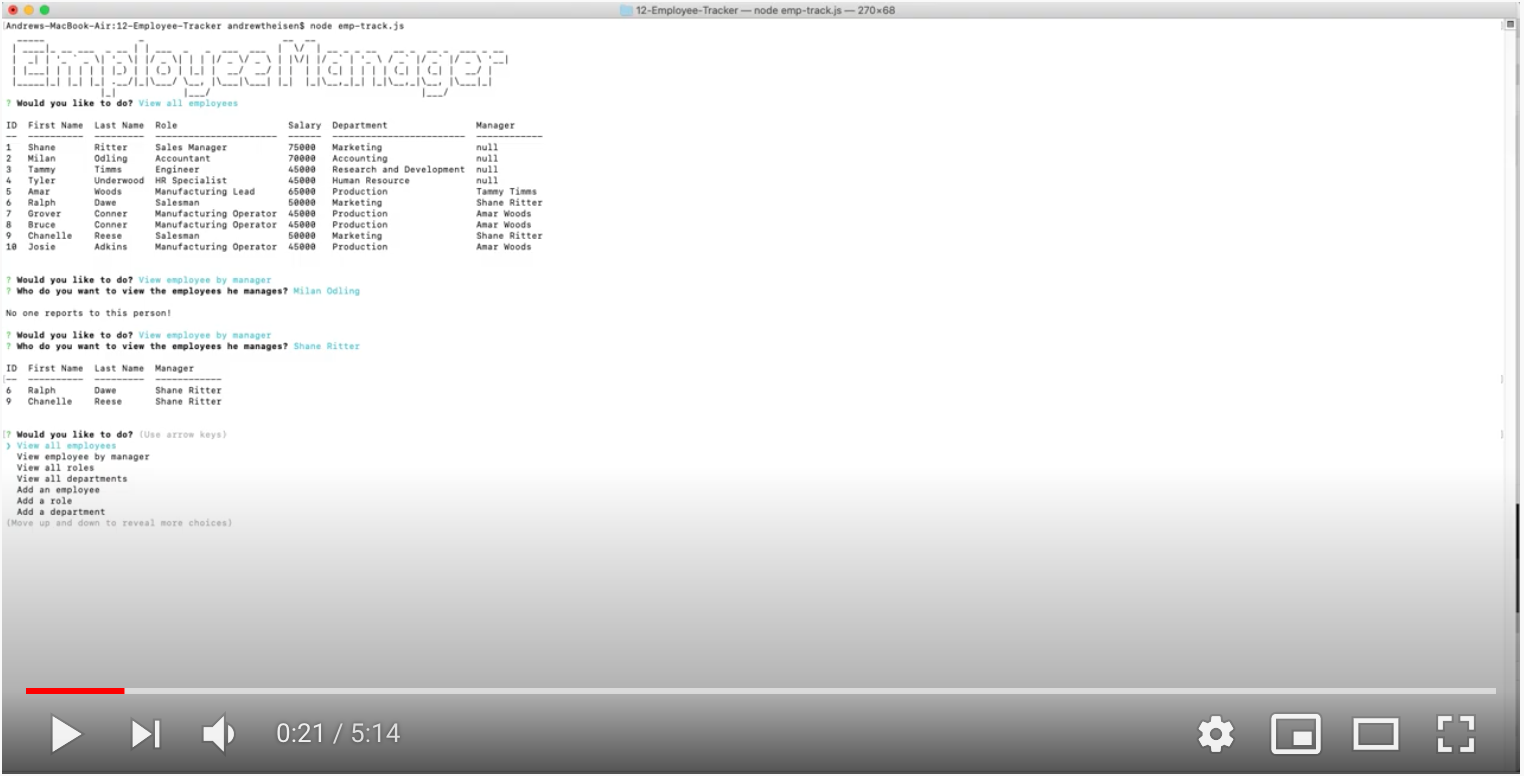 12-Employee-Tracker — node emp-track.js — 270×68
Andrews-MacBook-Air:12-Employee-Tracker andrewtheisen$ node emp-track.js
Employee Manager
? Would you like to do? View all employees
ID First Name Last Name Role Salary Department Manager
-- ---------- --------- ---------------------- ------ ------------------------ ------------
1 Shane Ritter Sales Manager 75000 Marketing null
2 Milan Odling Accountant 70000 Accounting null
3 Tammy Timms Engineer 45000 Research and Development null
4 Tyler Underwood HR Specialist 45000 Human Resource null
5 Amar Woods Manufacturing Lead 65000 Production Tammy Timms
6 Ralph Dawe Salesman 50000 Marketing Shane Ritter
7 Grover Conner Manufacturing Operator 45000 Production Amar Woods
8 Bruce Conner Manufacturing Operator 45000 Production Amar Woods
9 Chanelle Reese Salesman 50000 Marketing Shane Ritter
10 Josie Adkins Manufacturing Operator 45000 Production Amar Woods
? Would you like to do? View employee by manager
? Who do you want to view the employees he manages? Milan Odling
No one reports to this person!
? Would you like to do? View employee by manager
? Who do you want to view the employees he manages? Shane Ritter
ID First Name Last Name Manager
-- ---------- --------- ------------
6 Ralph Dawe Shane Ritter
9 Chanelle Reese Shane Ritter
? Would you like to do? (Use arrow keys)
❯ View all employees
View employee by manager
View all roles
View all departments
Add an employee
Add a role
Add a department
(Move up and down to reveal more choices)
0:21 / 5:14